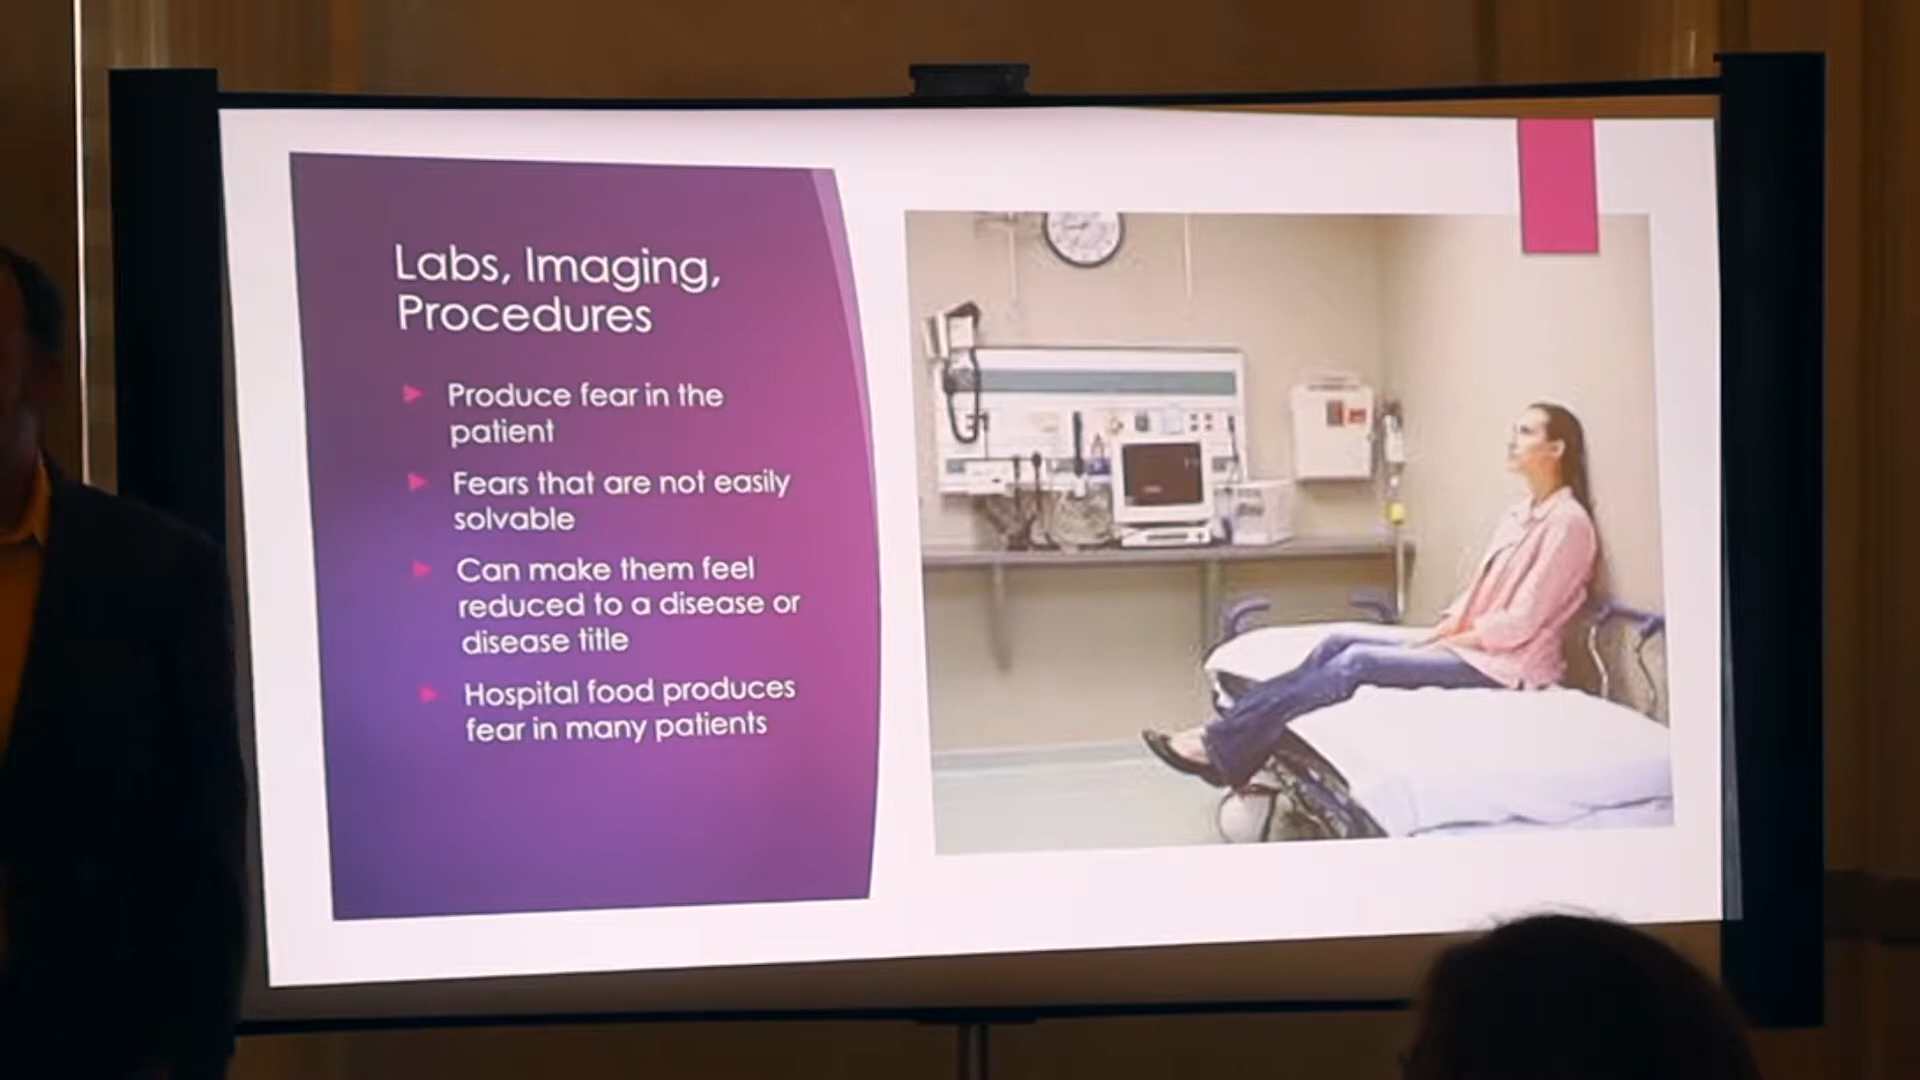 Labs, Imaging,
Procedures
Produce fear in the
patient
Fears that are not easily
solvable
Can make them feel
reduced to a disease or
disease title
Hospital food produces
fear in many patients